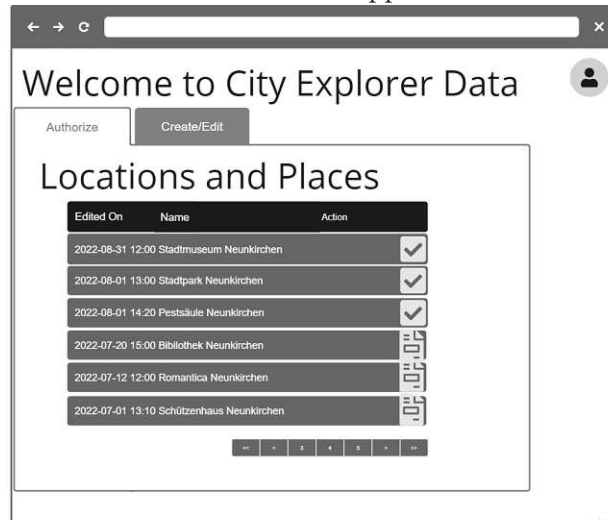 Welcome to City Explorer Data
Authorize Create/Edit
Locations and Places
Edited On Name Action
2022-08-31 12:00 Stadtmuseum Neunkirchen
2022-08-01 13:00 Stadtpark Neunkirchen
2022-08-01 14:20 Pestsäule Neunkirchen
2022-07-20 15:00 Bibliothek Neunkirchen
2022-07-12 12:00 Romantica Neunkirchen
2022-07-01 13:10 Schützenhaus Neunkirchen
<< < 3 4 5 > >>